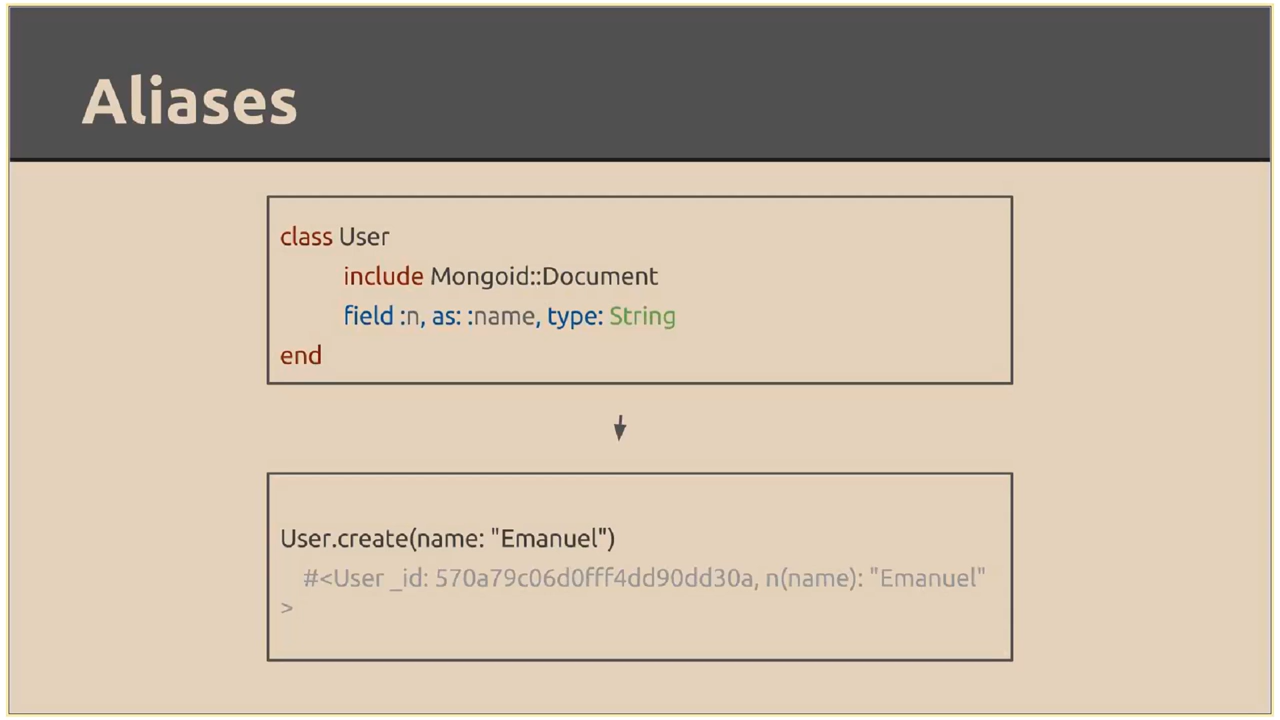 Aliases
class User
include Mongoid::Document
field :n, as: :name, type: String
end
User.create(name: "Emanuel")
#<User _id: 570a79c06d0fff4dd90dd30a, n(name): "Emanuel"
>